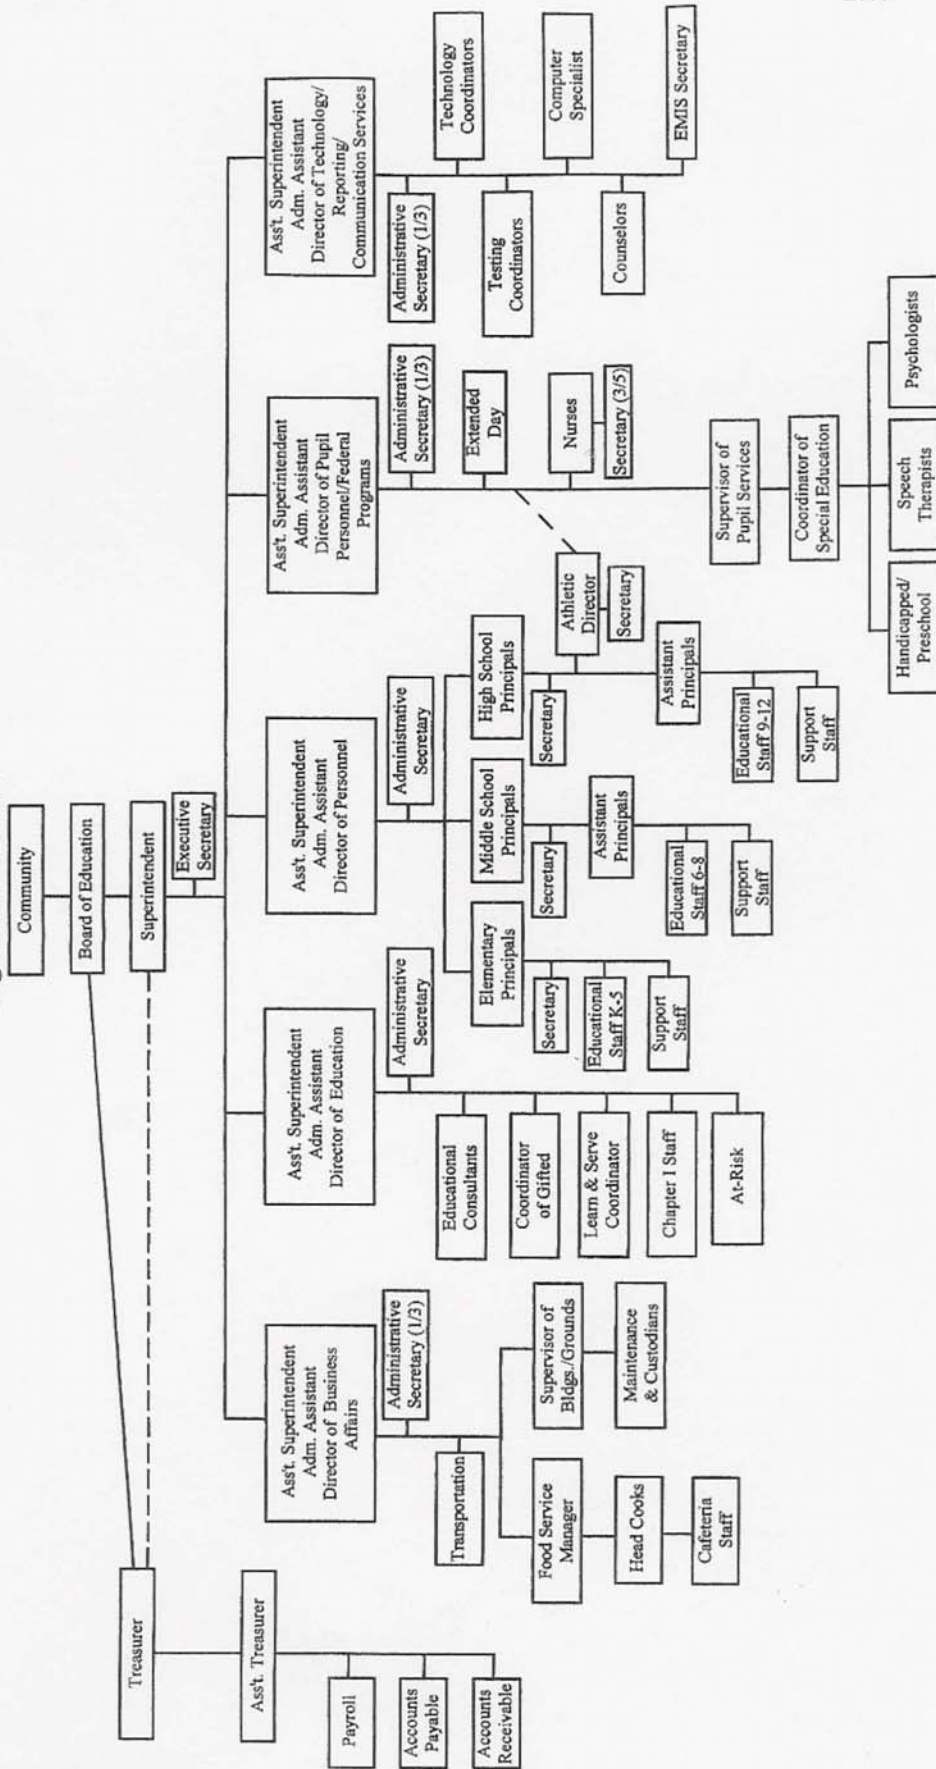 Community
Board of Education
Superintendent
Executive
Secretary
Treasurer
Ass't. Treasurer
Payroll
Accounts
Payable
Accounts
Receivable
Ass't. Superintendent
Adm. Assistant
Director of Business
Affairs
Administrative
Secretary (1/3)
Transportation
Food Service
Manager
Head Cooks
Cafeteria
Staff
Supervisor of
Bldgs./Grounds
Maintenance
& Custodians
Ass't. Superintendent
Adm. Assistant
Director of Education
Administrative
Secretary
Educational
Consultants
Coordinator
of Gifted
Learn & Serve
Coordinator
Chapter I Staff
At-Risk
Ass't. Superintendent
Adm. Assistant
Director of Personnel
Administrative
Secretary
Elementary
Principals
Secretary
Educational
Staff K-5
Support
Staff
Middle School
Principals
Secretary
Assistant
Principals
Educational
Staff 6-8
Support
Staff
High School
Principals
Secretary
Athletic
Director
Secretary
Assistant
Principals
Educational
Staff 9-12
Support
Staff
Ass't. Superintendent
Adm. Assistant
Director of Pupil
Personnel/Federal
Programs
Administrative
Secretary (1/3)
Extended
Day
Nurses
Secretary (3/5)
Supervisor of
Pupil Services
Coordinator of
Special Education
Handicapped/
Preschool
Speech
Therapists
Psychologists
Ass't. Superintendent
Adm. Assistant
Director of Technology/
Reporting/
Communication Services
Administrative
Secretary (1/3)
Technology
Coordinators
Testing
Coordinators
Computer
Specialist
Counselors
EMIS Secretary